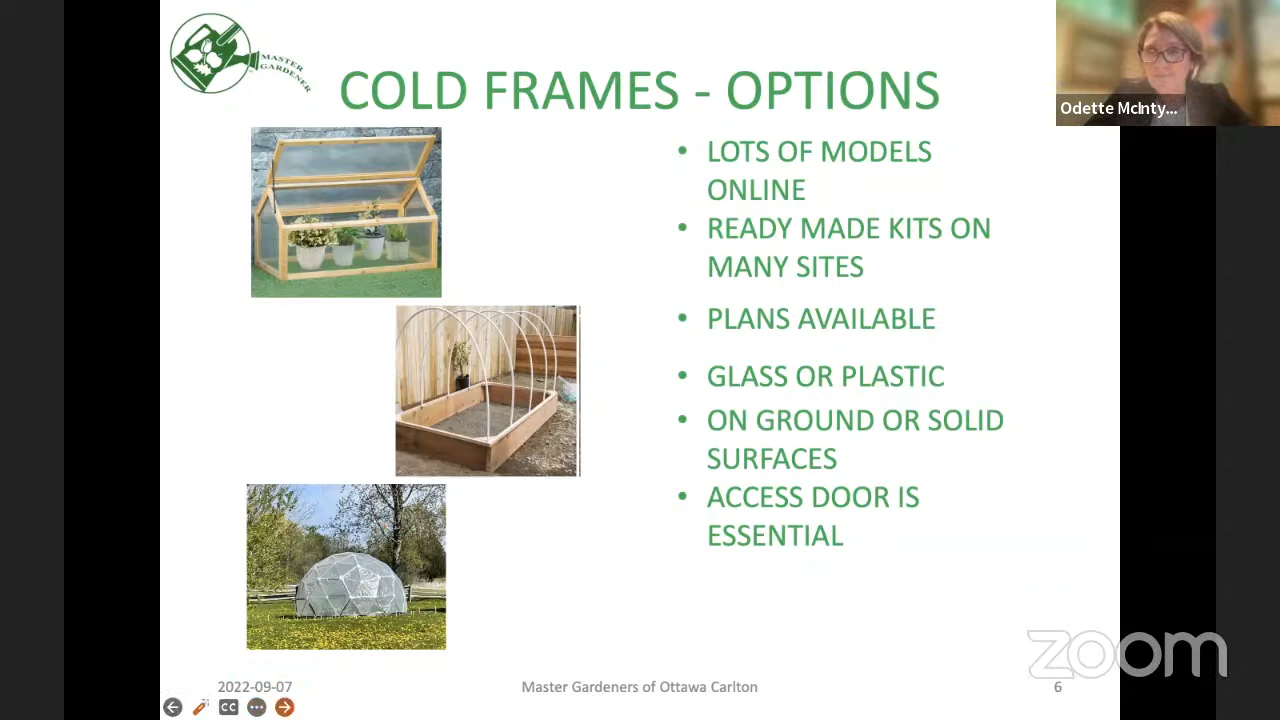 MASTER
GARDENER
COLD FRAMES - OPTIONS
Odette McInty...
• LOTS OF MODELS
ONLINE
• READY MADE KITS ON
MANY SITES
• PLANS AVAILABLE
• GLASS OR PLASTIC
• ON GROUND OR SOLID
SURFACES
• ACCESS DOOR IS
ESSENTIAL
zoom
2022-09-07
Master Gardeners of Ottawa Carlton
6
CC